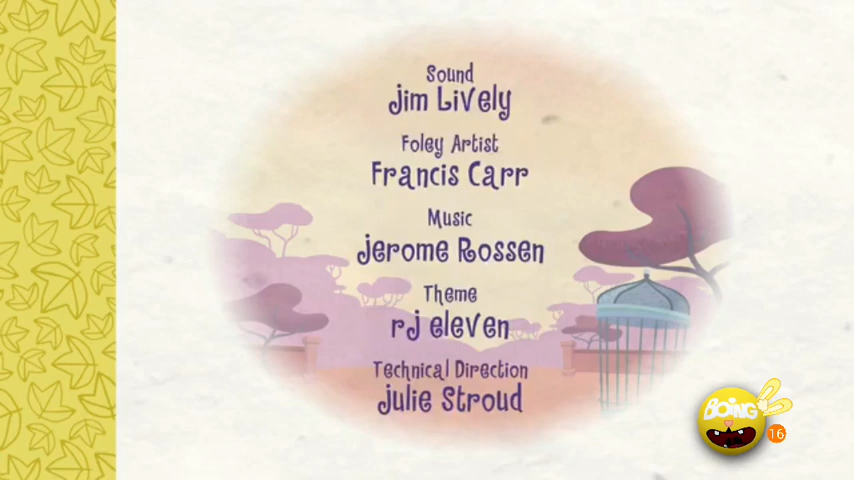 Sound
Jim Lively
Foley Artist
Francis Carr
Music
Jerome Rossen
Theme
rj eleven
Technical Direction
Julie Stroud
BOING
16